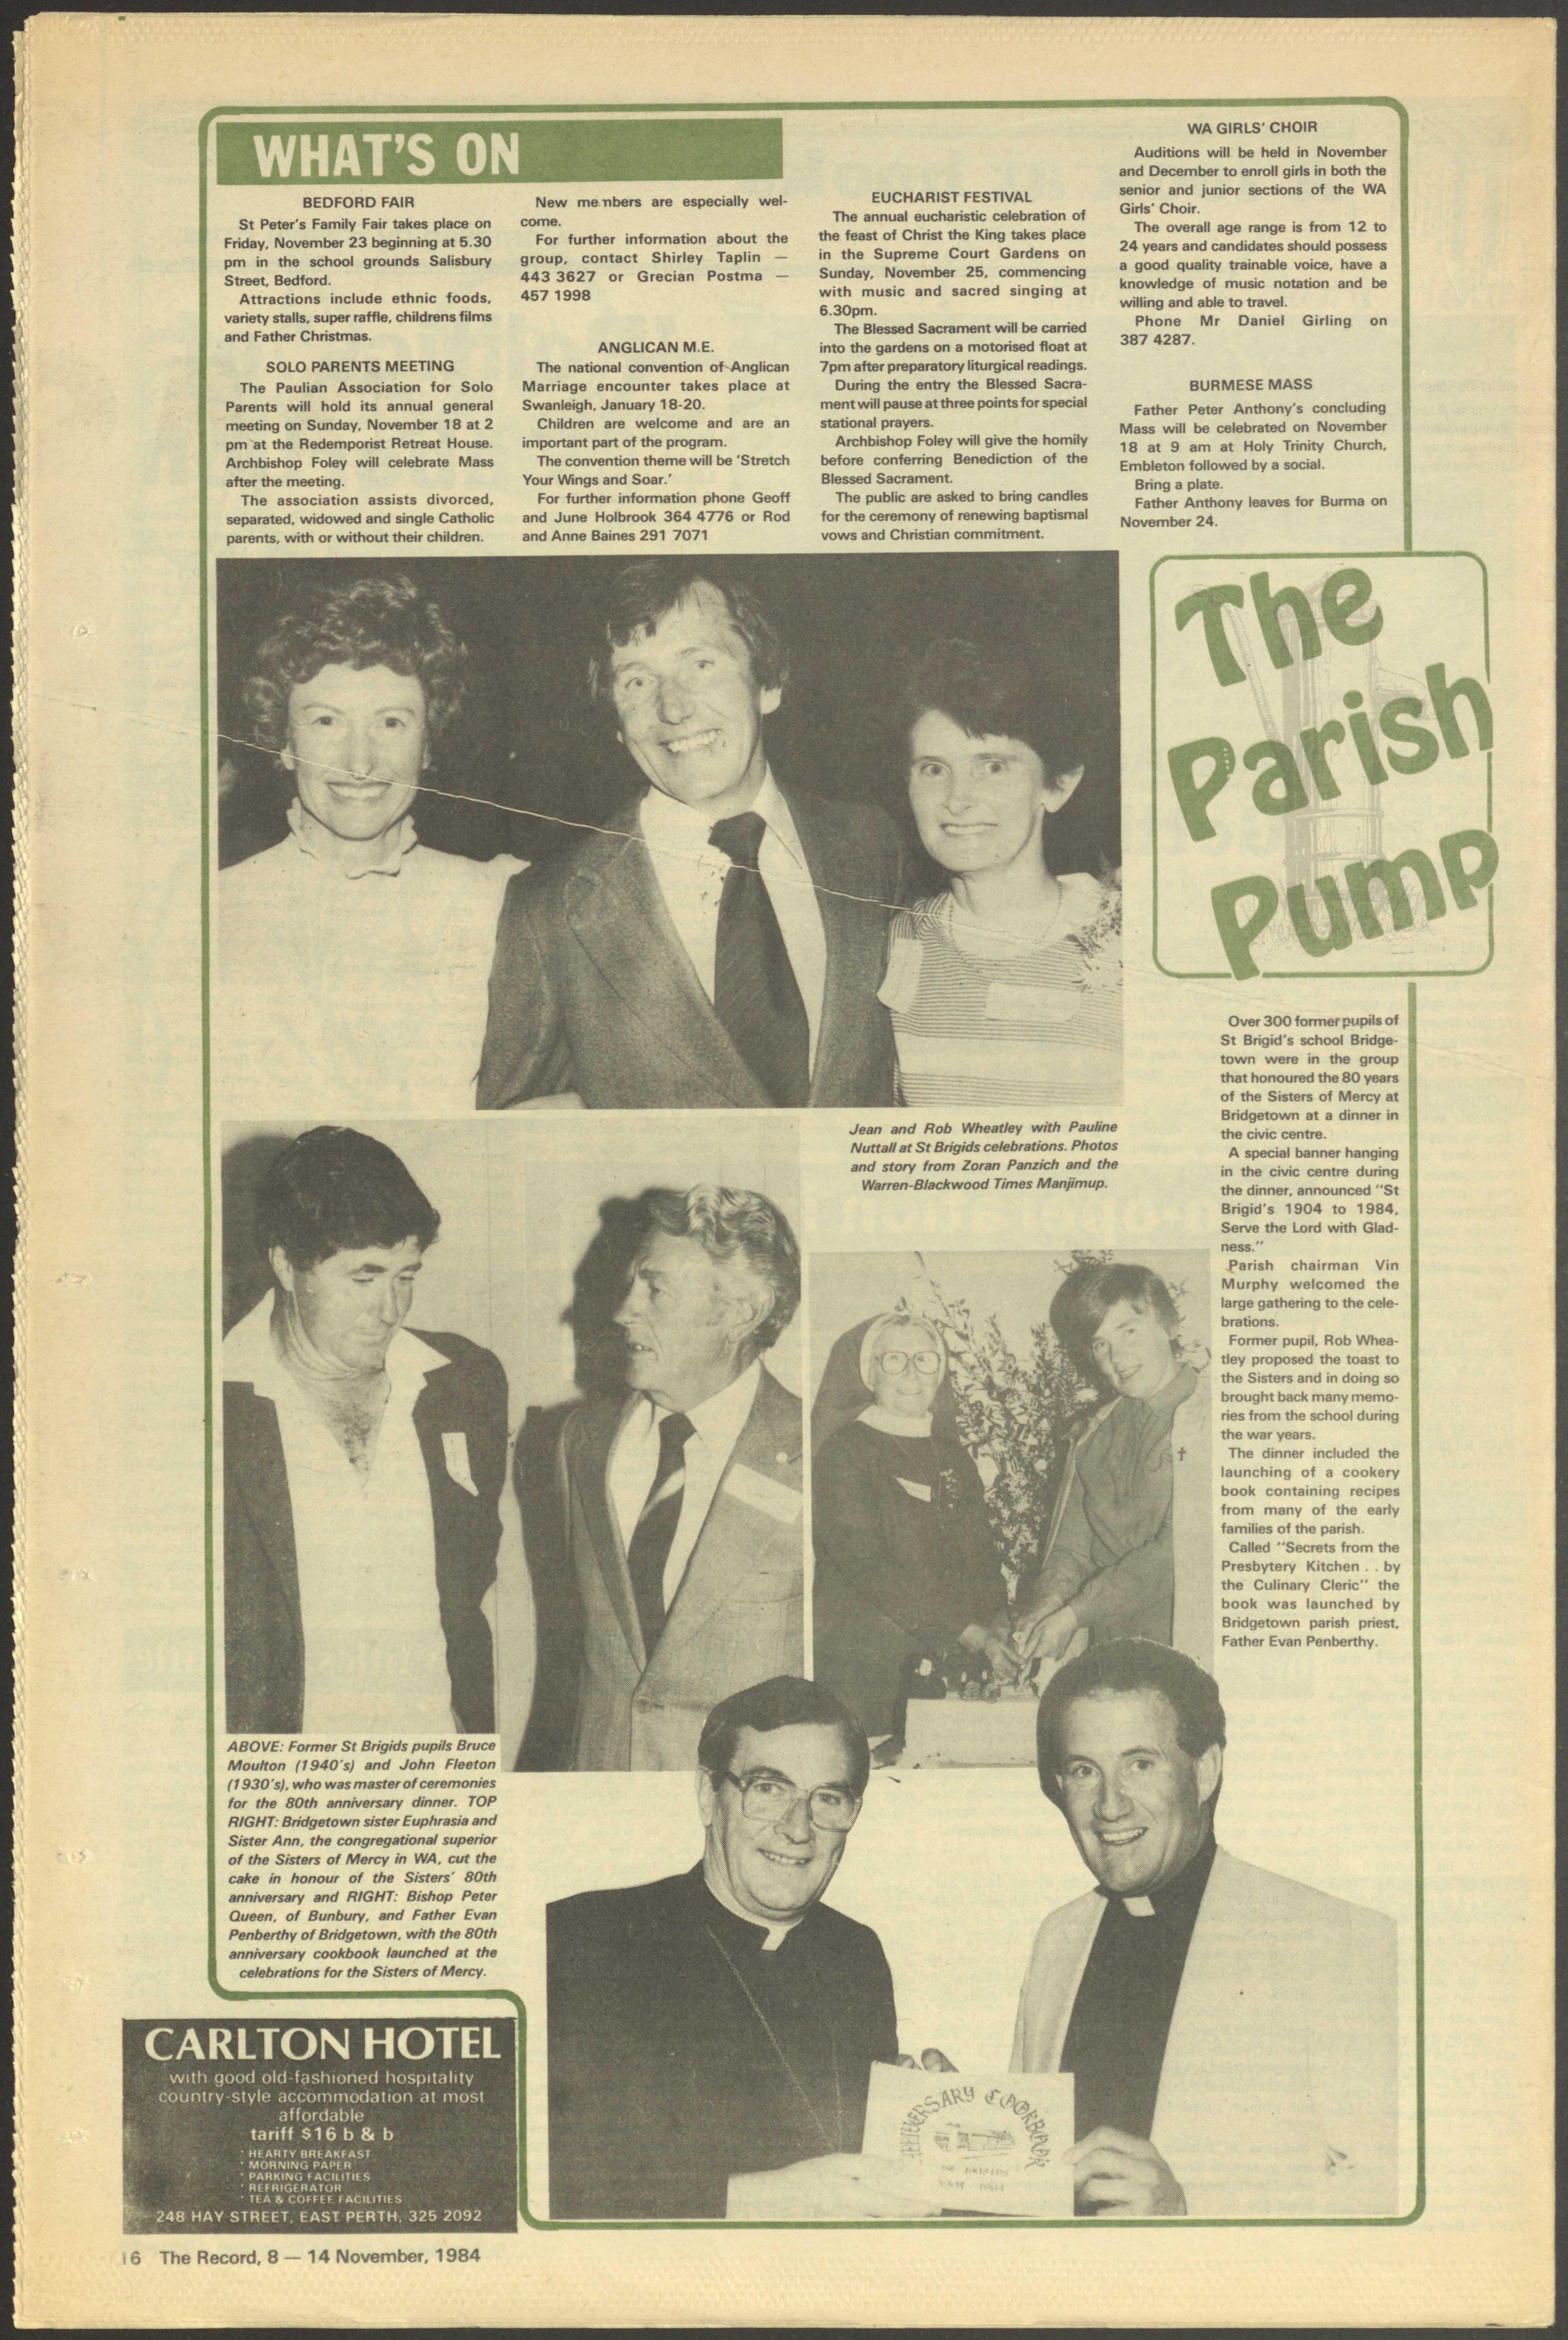 WHAT'S ON
BEDFORD FAIR
St Peter's Family Fair takes place on
Friday, November 23 beginning at 5.30
pm in the school grounds Salisbury
Street, Bedford.
Attractions include ethnic foods,
variety stalls, super raffle, childrens films
and Father Christmas.
SOLO PARENTS MEETING
The Paulian Association for Solo
Parents will hold its annual general
meeting on Sunday, November 18 at 2
pm at the Redemporist Retreat House.
Archbishop Foley will celebrate Mass
after the meeting.
The association assists divorced,
separated, widowed and single Catholic
parents, with or without their children.
New members are especially wel-
come.
For further information about the
group, contact Shirley Taplin —
443 3627 or Grecian Postma —
457 1998
ANGLICAN M.E.
The national convention of Anglican
Marriage encounter takes place at
Swanleigh, January 18-20.
Children are welcome and are an
important part of the program.
The convention theme will be 'Stretch
Your Wings and Soar.'
For further information phone Geoff
and June Holbrook 364 4776 or Rod
and Anne Baines 291 7071
EUCHARIST FESTIVAL
The annual eucharistic celebration of
the feast of Christ the King takes place
in the Supreme Court Gardens on
Sunday, November 25, commencing
with music and sacred singing at
6.30pm.
The Blessed Sacrament will be carried
into the gardens on a motorised float at
7pm after preparatory liturgical readings.
During the entry the Blessed Sacra-
ment will pause at three points for special
stational prayers.
Archbishop Foley will give the homily
before conferring Benediction of the
Blessed Sacrament.
The public are asked to bring candles
for the ceremony of renewing baptismal
vows and Christian commitment.
WA GIRLS' CHOIR
Auditions will be held in November
and December to enroll girls in both the
senior and junior sections of the WA
Girls' Choir.
The overall age range is from 12 to
24 years and candidates should possess
a good quality trainable voice, have a
knowledge of music notation and be
willing and able to travel.
Phone Mr Daniel Girling on
387 4287.
BURMESE MASS
Father Peter Anthony's concluding
Mass will be celebrated on November
18 at 9 am at Holy Trinity Church,
Embleton followed by a social.
Bring a plate.
Father Anthony leaves for Burma on
November 24.
The
Parish
Pump
Jean and Rob Wheatley with Pauline
Nuttall at St Brigids celebrations. Photos
and story from Zoran Panzich and the
Warren-Blackwood Times Manjimup.
Over 300 former pupils of
St Brigid's school Bridge-
town were in the group
that honoured the 80 years
of the Sisters of Mercy at
Bridgetown at a dinner in
the civic centre.
A special banner hanging
in the civic centre during
the dinner, announced "St
Brigid's 1904 to 1984,
Serve the Lord with Glad-
ness."
Parish chairman Vin
Murphy welcomed the
large gathering to the cele-
brations.
Former pupil, Rob Whea-
tley proposed the toast to
the Sisters and in doing so
brought back many memo-
ries from the school during
the war years.
The dinner included the
launching of a cookery
book containing recipes
from many of the early
families of the parish.
Called "Secrets from the
Presbytery Kitchen . . by
the Culinary Cleric" the
book was launched by
Bridgetown parish priest,
Father Evan Penberthy.
ABOVE: Former St Brigids pupils Bruce
Moulton (1940's) and John Fleeton
(1930's), who was master of ceremonies
for the 80th anniversary dinner. TOP
RIGHT: Bridgetown sister Euphrasia and
Sister Ann, the congregational superior
of the Sisters of Mercy in WA, cut the
cake in honour of the Sisters' 80th
anniversary and RIGHT: Bishop Peter
Queen, of Bunbury, and Father Evan
Penberthy of Bridgetown, with the 80th
anniversary cookbook launched at the
celebrations for the Sisters of Mercy.
COOKBOOK
CARLTON HOTEL
with good old-fashioned hospitality
country-style accommodation at most
affordable
tariff $16 b & b
* HEARTY BREAKFAST
* MORNING PAPER
* PARKING FACILITIES
* REFRIGERATOR
* TEA & COFFEE FACILITIES
248 HAY STREET, EAST PERTH, 325 2092
16 The Record, 8 — 14 November, 1984